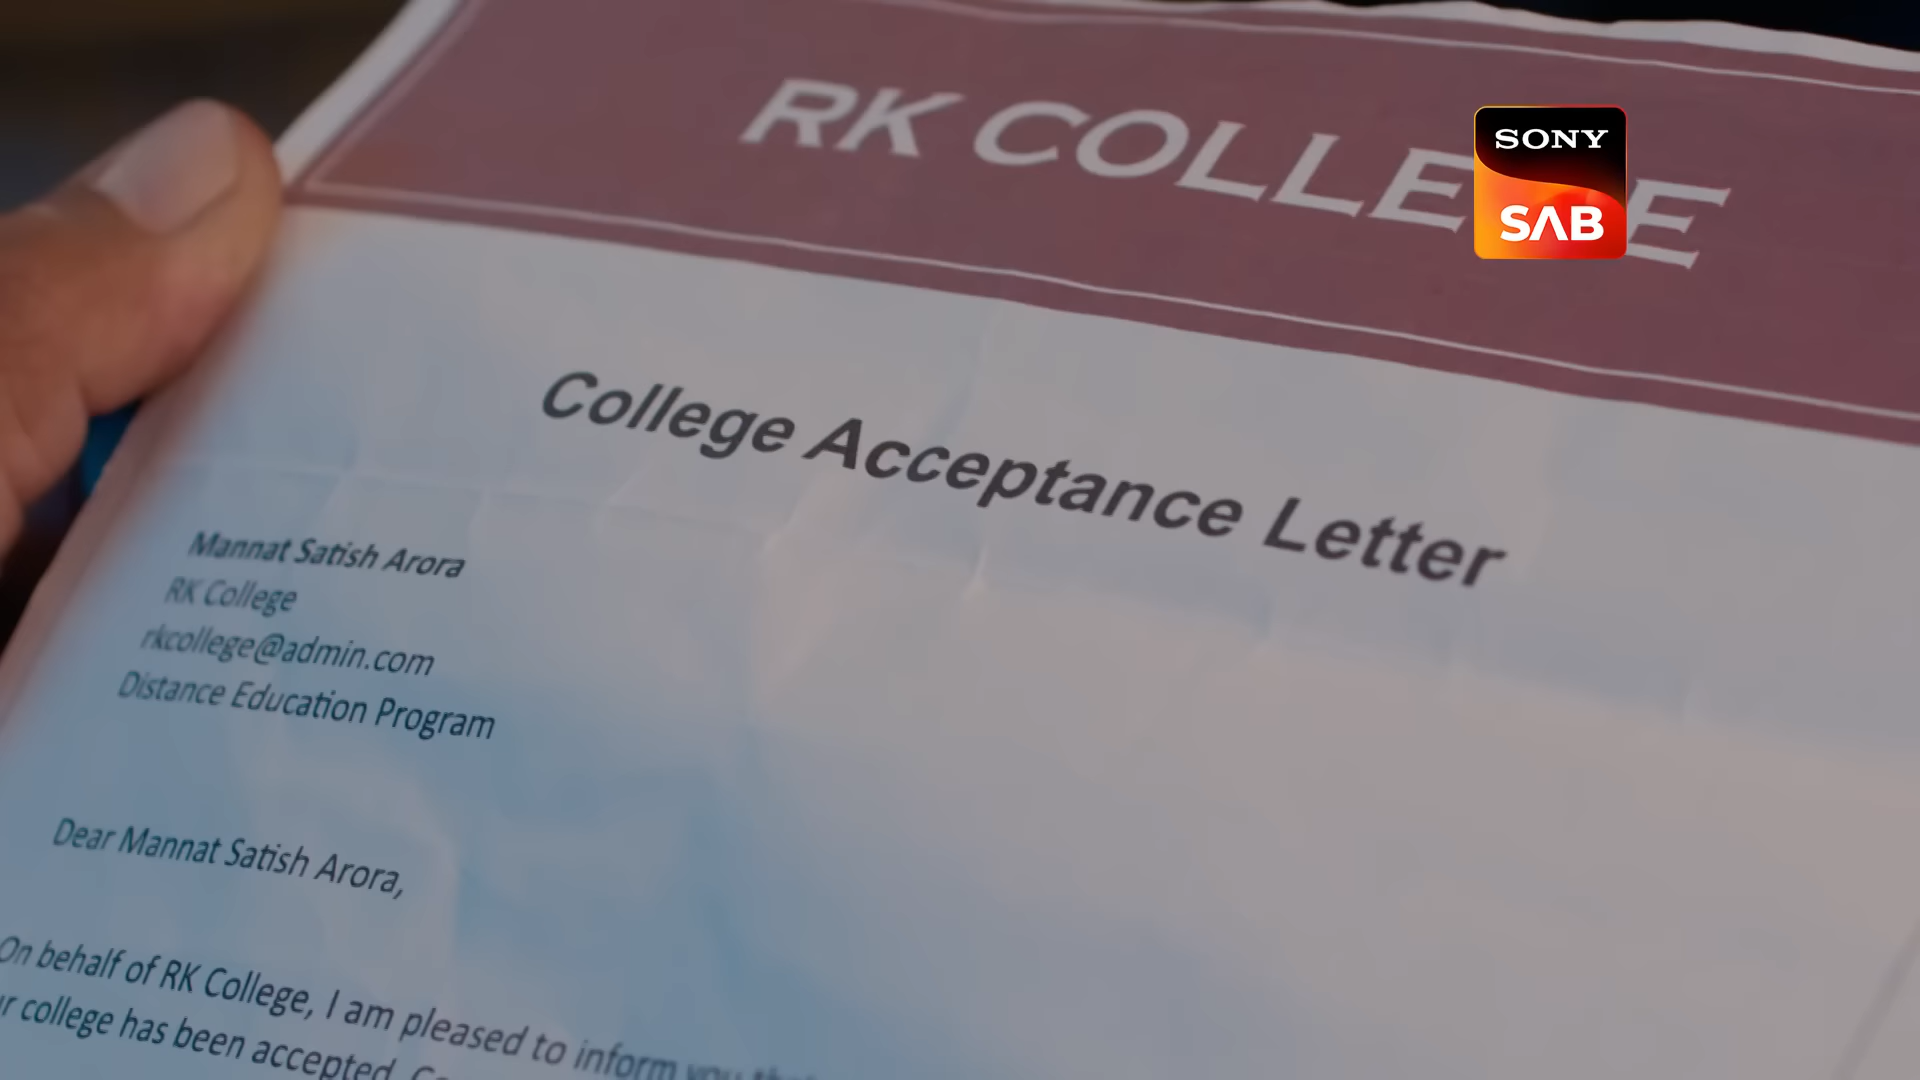 RK COLLE E
SONY
SAB
College Acceptance Letter
Mannat Satish Arora
RK College
rkcollege@admin.com
Distance Education Program
Dear Mannat Satish Arora,
On behalf of RK College, I am pleased to inform you
college has been accepted.